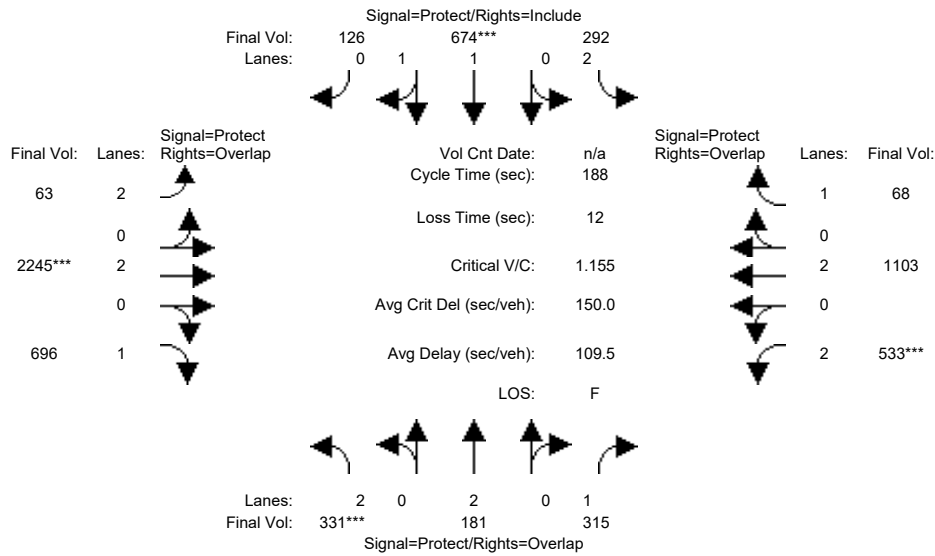 Signal=Protect/Rights=Include
Final Vol: 126 674*** 292
Lanes: 0 1 1 0 2
Signal=Protect Signal=Protect
Final Vol: Lanes: Rights=Overlap Vol Cnt Date: n/a Rights=Overlap Lanes: Final Vol:
Cycle Time (sec): 188
63 2 1 68
Loss Time (sec): 12
0 0
2245*** 2 Critical V/C: 1.155 2 1103
0 Avg Crit Del (sec/veh): 150.0 0
696 1 Avg Delay (sec/veh): 109.5 2 533***
LOS: F
Lanes: 2 0 2 0 1
Final Vol: 331*** 181 315
Signal=Protect/Rights=Overlap